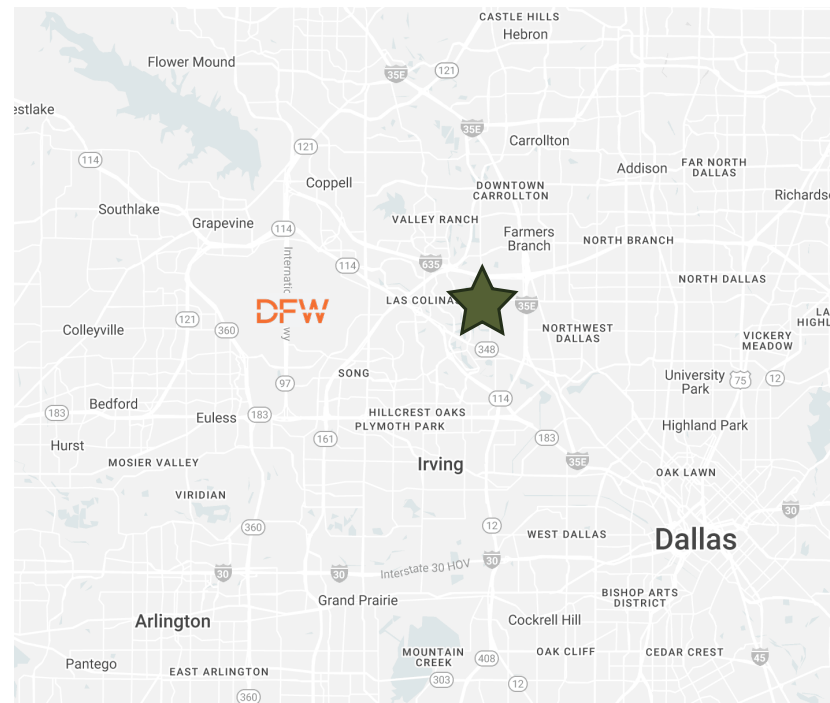 CASTLE HILLS
Hebron
Flower Mound
121
35E
estlake
35E
121
Carrollton
114
Addison
FAR NORTH
DALLAS
Coppell
DOWNTOWN
CARROLLTON
Richards
Southlake
Grapevine
VALLEY RANCH
114
Farmers
Branch
NORTH BRANCH
Internatio
114
635
NORTH DALLAS
LAS COLINAS
35E
DFW
121
360
wy
Colleyville
NORTHWEST
DALLAS
LA
HIGHL
VICKERY
MEADOW
348
SONG
University
Park
75
12
97
114
Bedford
183
Euless
183
HILLCREST OAKS
PLYMOTH PARK
Highland Park
161
183
Hurst
MOSIER VALLEY
Irving
35E
OAK LAWN
VIRIDIAN
30
360
12
WEST DALLAS
Dallas
30
30
Interstate 30 HOV
30
Grand Prairie
BISHOP ARTS
DISTRICT
Arlington
Cockrell Hill
Pantego
MOUNTAIN
CREEK
408
OAK CLIFF
CEDAR CREST
45
EAST ARLINGTON
303
12
360